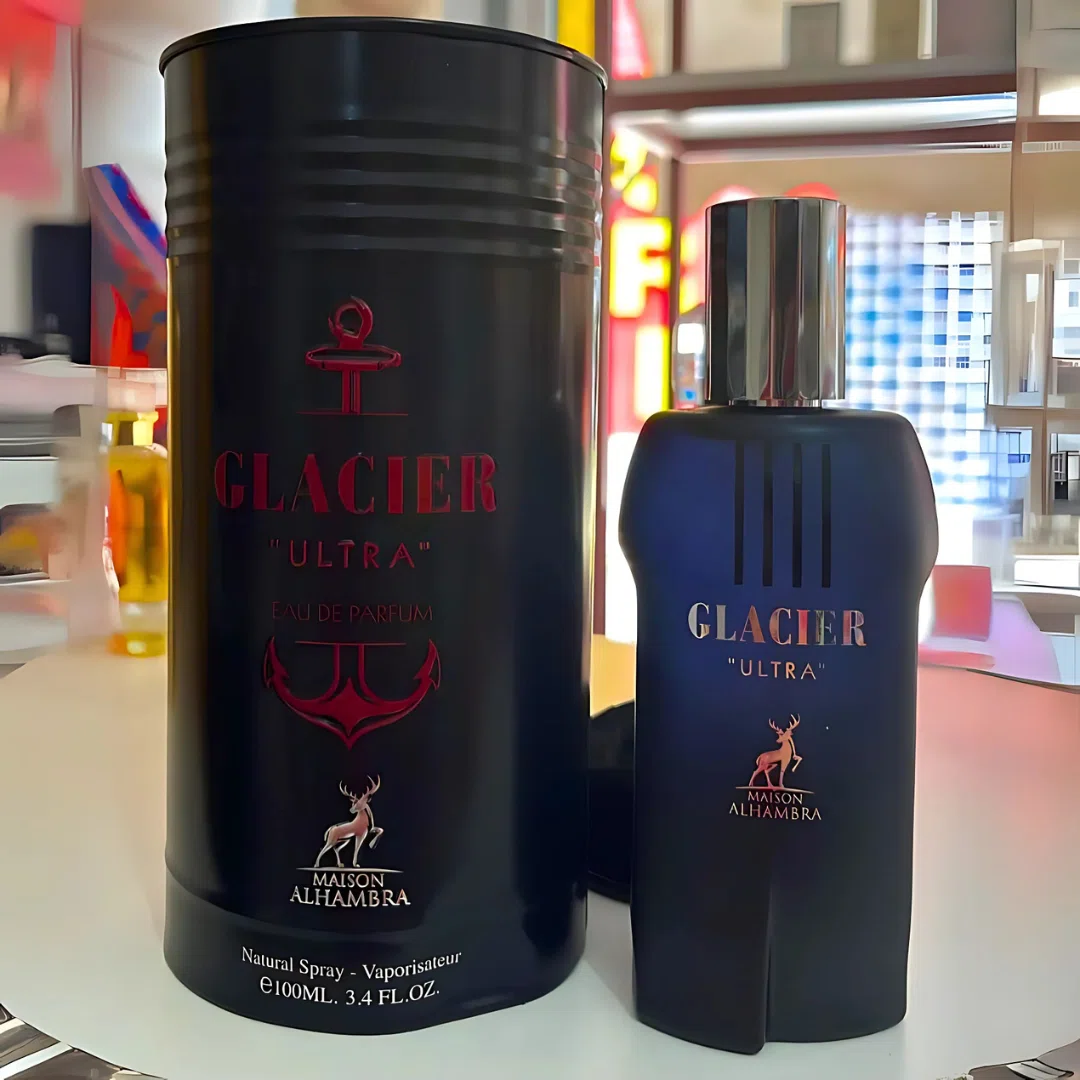 GLACIER
"ULTRA"
EAU DE PARFUM
MAISON
ALHAMBRA
Natural Spray - Vaporisateur
℮100ML. 3.4 FL.OZ.
GLACIER
"ULTRA"
MAISON
ALHAMBRA